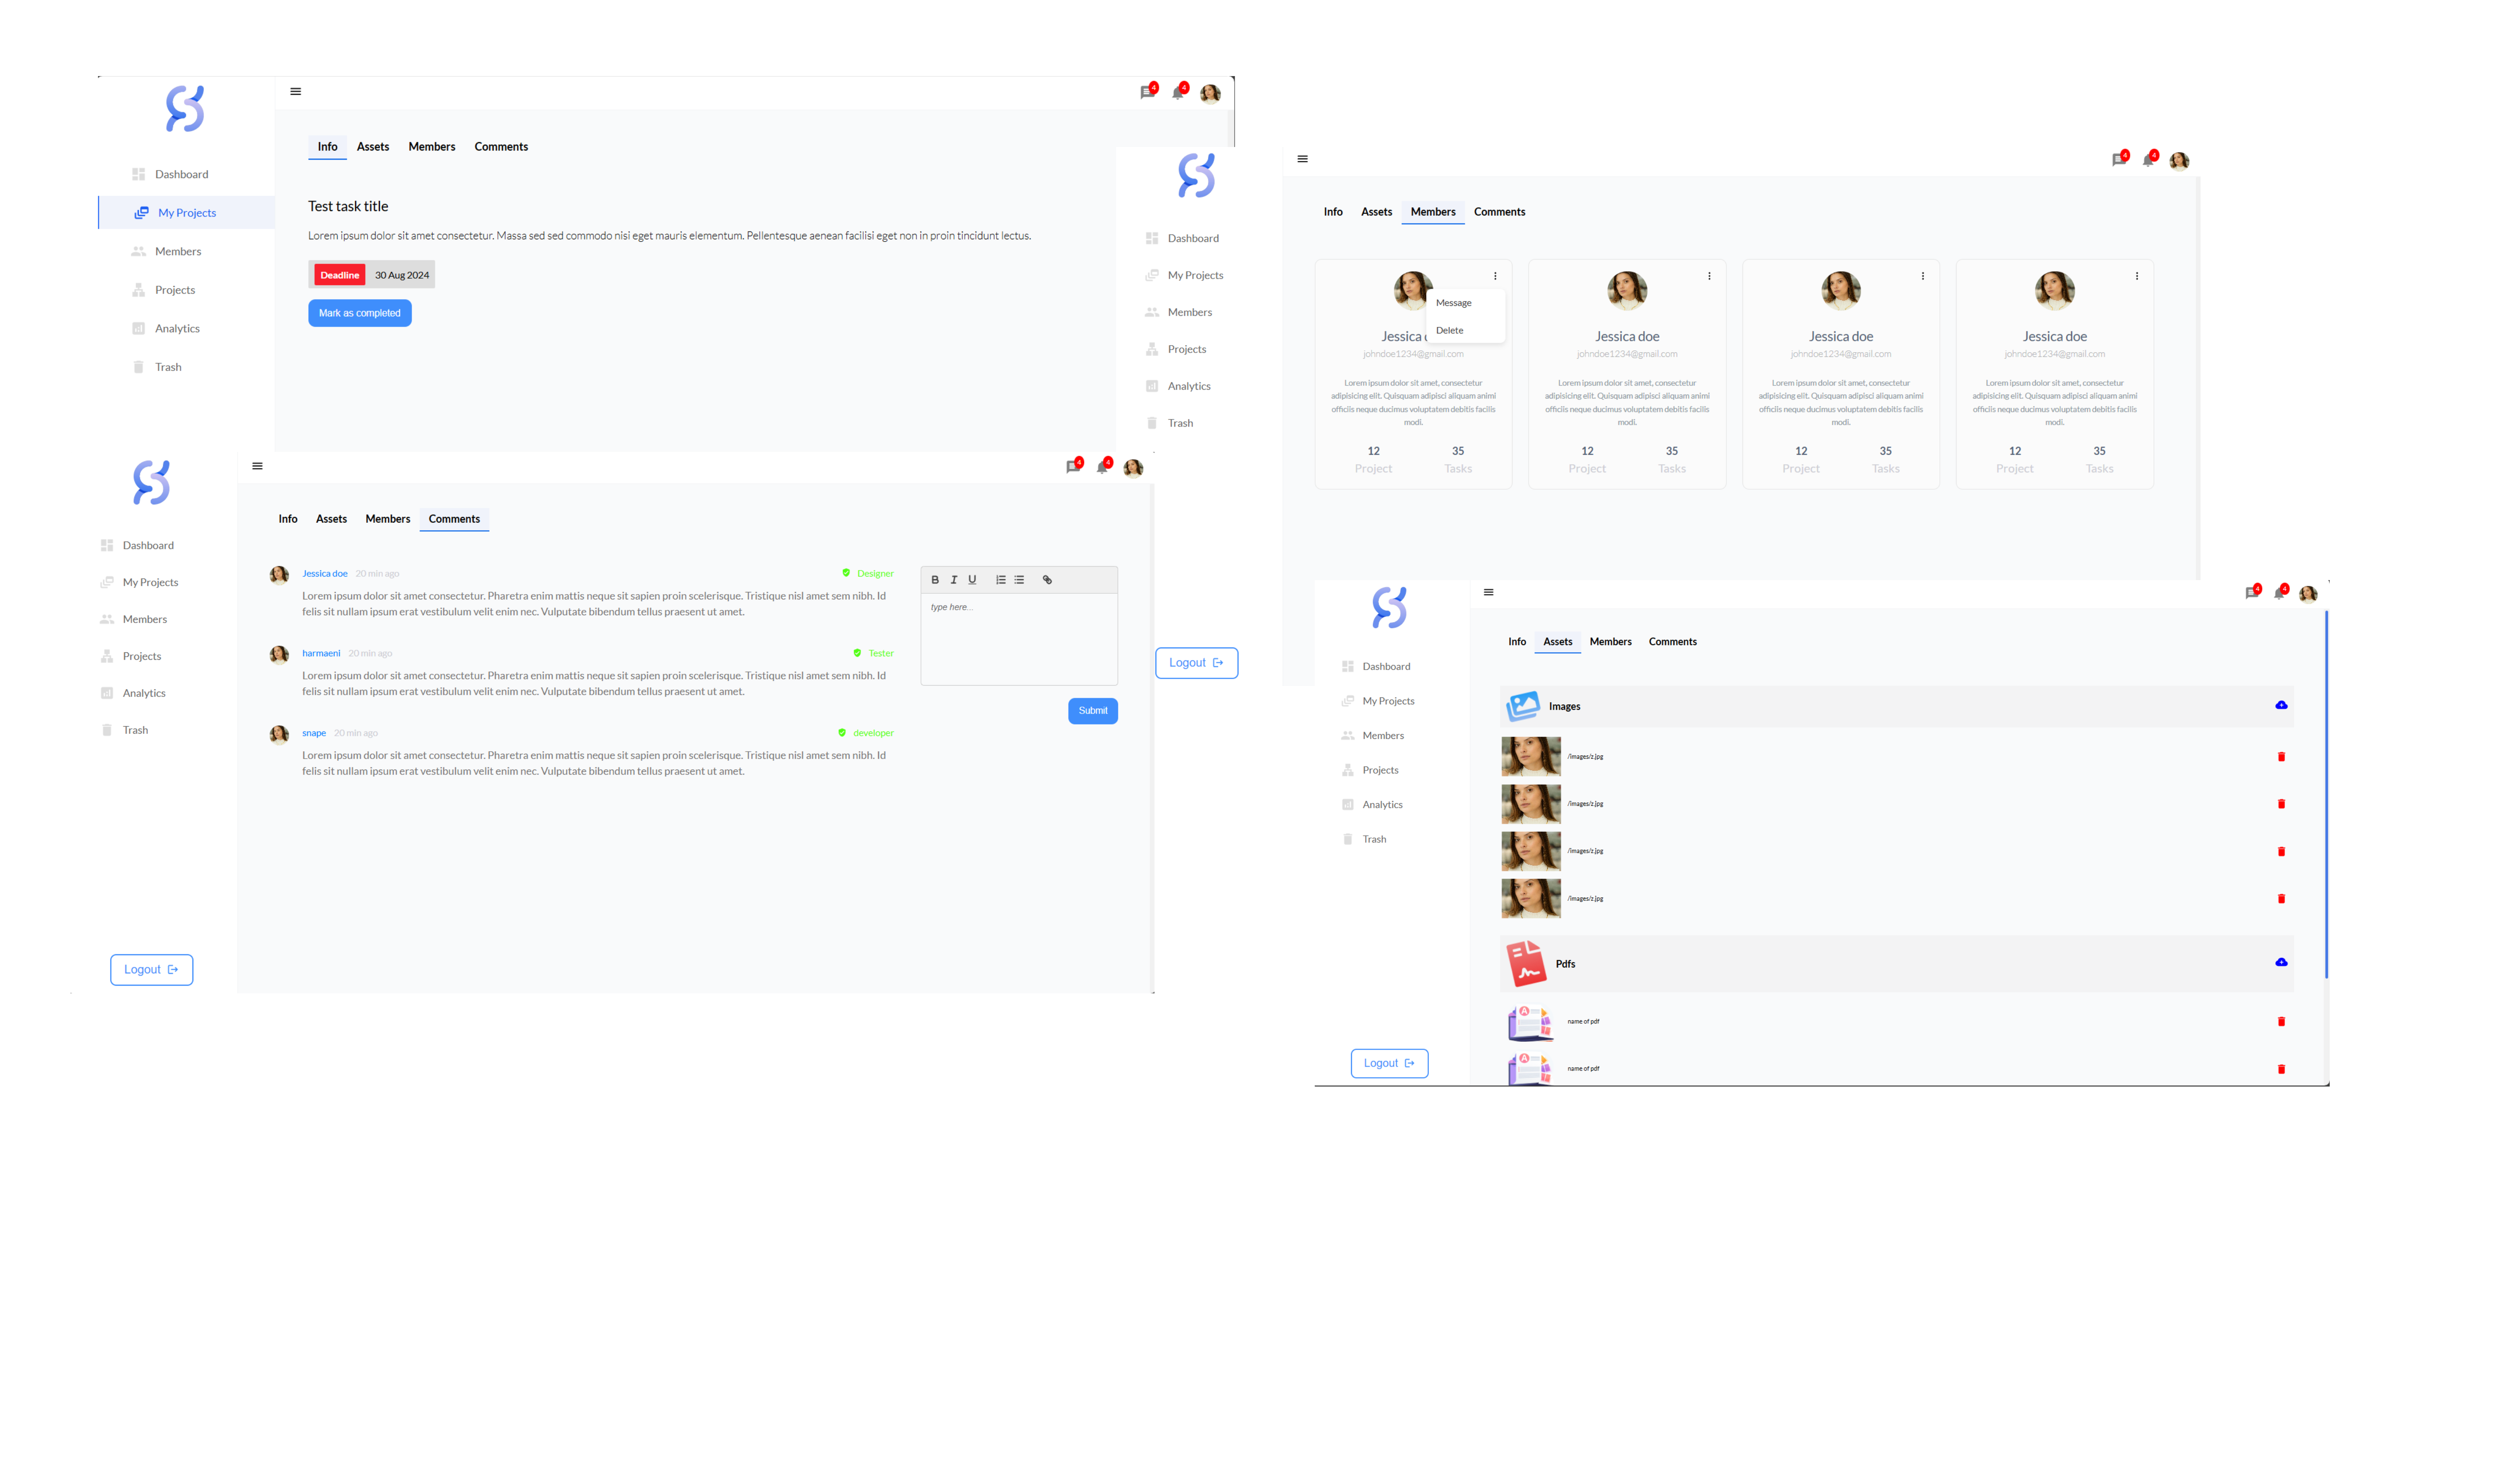 4
4
Info
Assets
Members
Comments
Dashboard
My Projects
Members
Projects
Analytics
Trash
Test task title
Lorem ipsum dolor sit amet consectetur. Massa sed sed commodo nisi eget mauris elementum. Pellentesque aenean facilisi eget non in proin tincidunt lectus.
Deadline
30 Aug 2024
Mark as completed
Dashboard
My Projects
Members
Projects
Analytics
Trash
Logout
4
4
Info
Assets
Members
Comments
Message
Delete
Jessica
johndoe1234@gmail.com
Lorem ipsum dolor sit amet, consectetur
adipisicing elit. Quisquam adipisci aliquam animi
officiis neque ducimus voluptatem debitis facilis
modi.
12
35
Project
Tasks
Jessica doe
johndoe1234@gmail.com
Lorem ipsum dolor sit amet, consectetur
adipisicing elit. Quisquam adipisci aliquam animi
officiis neque ducimus voluptatem debitis facilis
modi.
12
35
Project
Tasks
Jessica doe
johndoe1234@gmail.com
Lorem ipsum dolor sit amet, consectetur
adipisicing elit. Quisquam adipisci aliquam animi
officiis neque ducimus voluptatem debitis facilis
modi.
12
35
Project
Tasks
Jessica doe
johndoe1234@gmail.com
Lorem ipsum dolor sit amet, consectetur
adipisicing elit. Quisquam adipisci aliquam animi
officiis neque ducimus voluptatem debitis facilis
modi.
12
35
Project
Tasks
4
4
Info
Assets
Members
Comments
Dashboard
My Projects
Members
Projects
Analytics
Trash
Logout
Jessica doe 20 min ago
Designer
Lorem ipsum dolor sit amet consectetur. Pharetra enim mattis neque sit sapien proin scelerisque. Tristique nisl amet sem nibh. Id
felis sit nullam ipsum erat vestibulum velit enim nec. Vulputate bibendum tellus praesent ut amet.
harmaeni 20 min ago
Tester
Lorem ipsum dolor sit amet consectetur. Pharetra enim mattis neque sit sapien proin scelerisque. Tristique nisl amet sem nibh. Id
felis sit nullam ipsum erat vestibulum velit enim nec. Vulputate bibendum tellus praesent ut amet.
snape 20 min ago
developer
Lorem ipsum dolor sit amet consectetur. Pharetra enim mattis neque sit sapien proin scelerisque. Tristique nisl amet sem nibh. Id
felis sit nullam ipsum erat vestibulum velit enim nec. Vulputate bibendum tellus praesent ut amet.
B I U
type here...
Submit
4
4
Info
Assets
Members
Comments
Dashboard
My Projects
Members
Projects
Analytics
Trash
Logout
Images
/images/z.jpg
/images/z.jpg
/images/z.jpg
/images/z.jpg
Pdfs
A
name of pdf
A
name of pdf